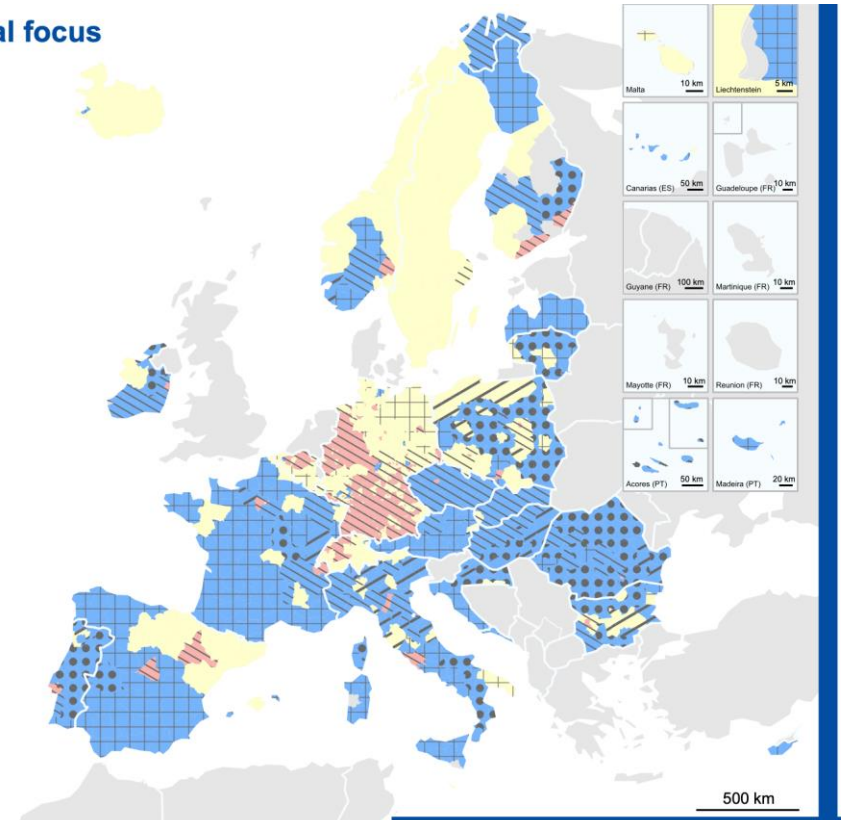 al focus
10 km
Malta
5 km
Liechtenstein
Canarias (ES) 50 km
Guadeloupe (FR) 10 km
Guyane (FR) 100 km
Martinique (FR) 10 km
Mayotte (FR) 10 km
Reunion (FR) 10 km
Acores (PT) 50 km
Madeira (PT) 20 km
500 km